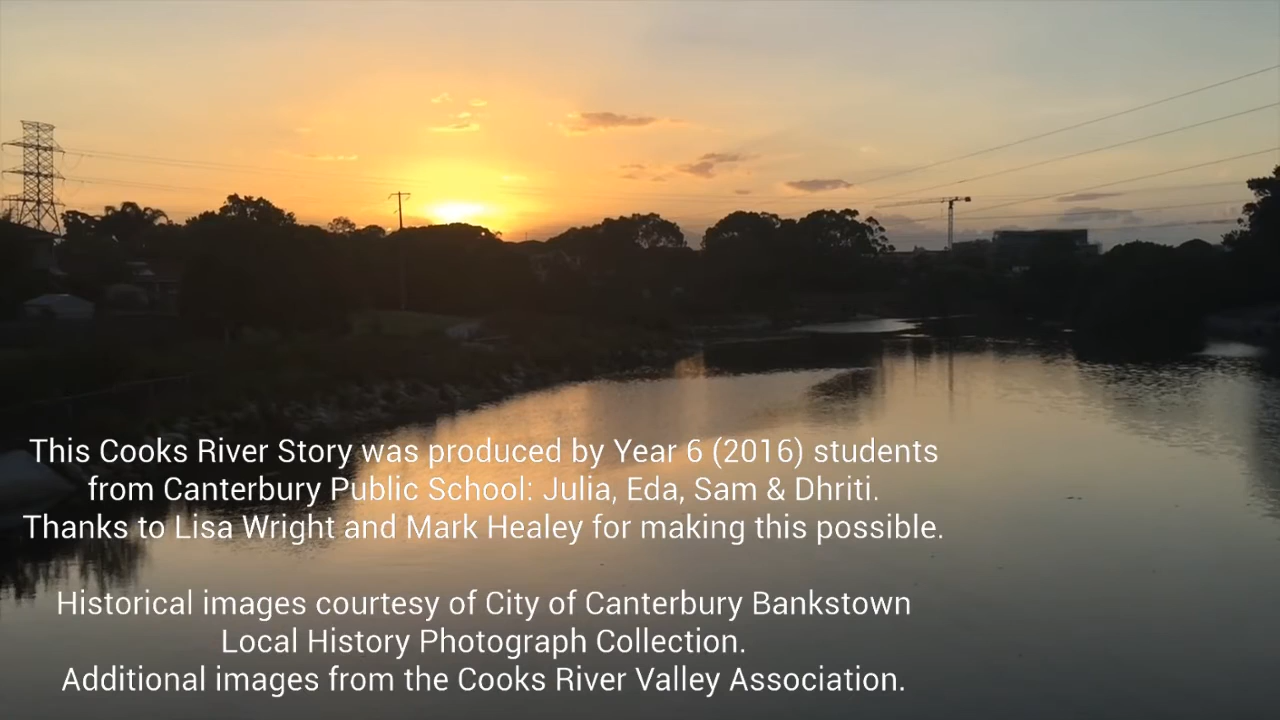 This Cooks River Story was produced by Year 6 (2016) students
from Canterbury Public School: Julia, Eda, Sam & Dhriti.
Thanks to Lisa Wright and Mark Healey for making this possible.
Historical images courtesy of City of Canterbury Bankstown
Local History Photograph Collection.
Additional images from the Cooks River Valley Association.